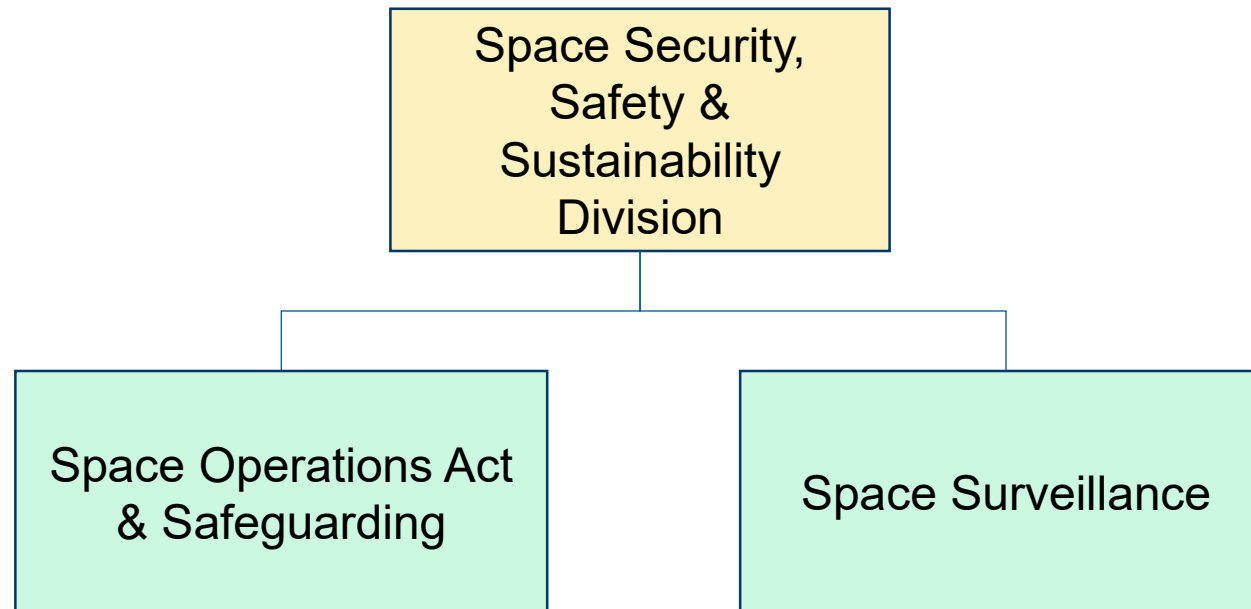 Space Security,
Safety &
Sustainability
Division
Space Operations Act
& Safeguarding
Space Surveillance